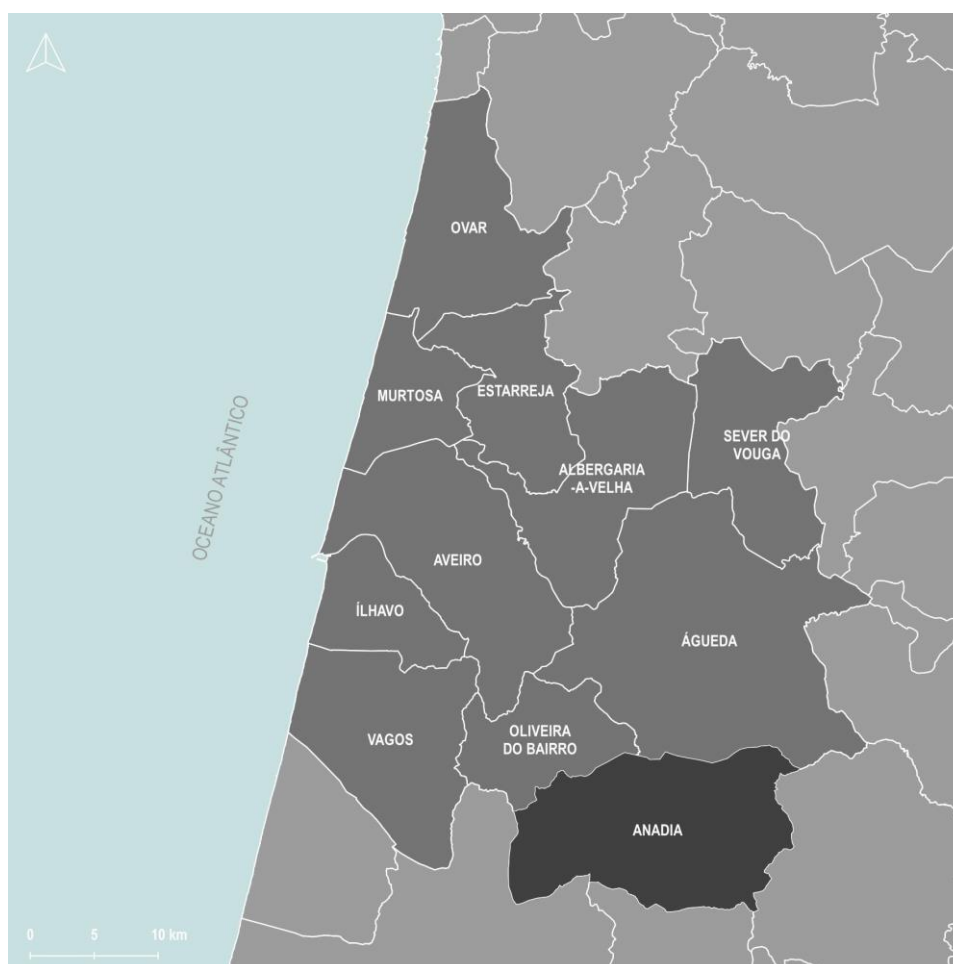 OVAR
MURTOSA
ESTARREJA
SEVER DO
VOUGA
ALBERGARIA
-A-VELHA
OCEANO ATLÂNTICO
AVEIRO
ÍLHAVO
ÁGUEDA
VAGOS
OLIVEIRA
DO BAIRRO
ANADIA
0 5 10 km